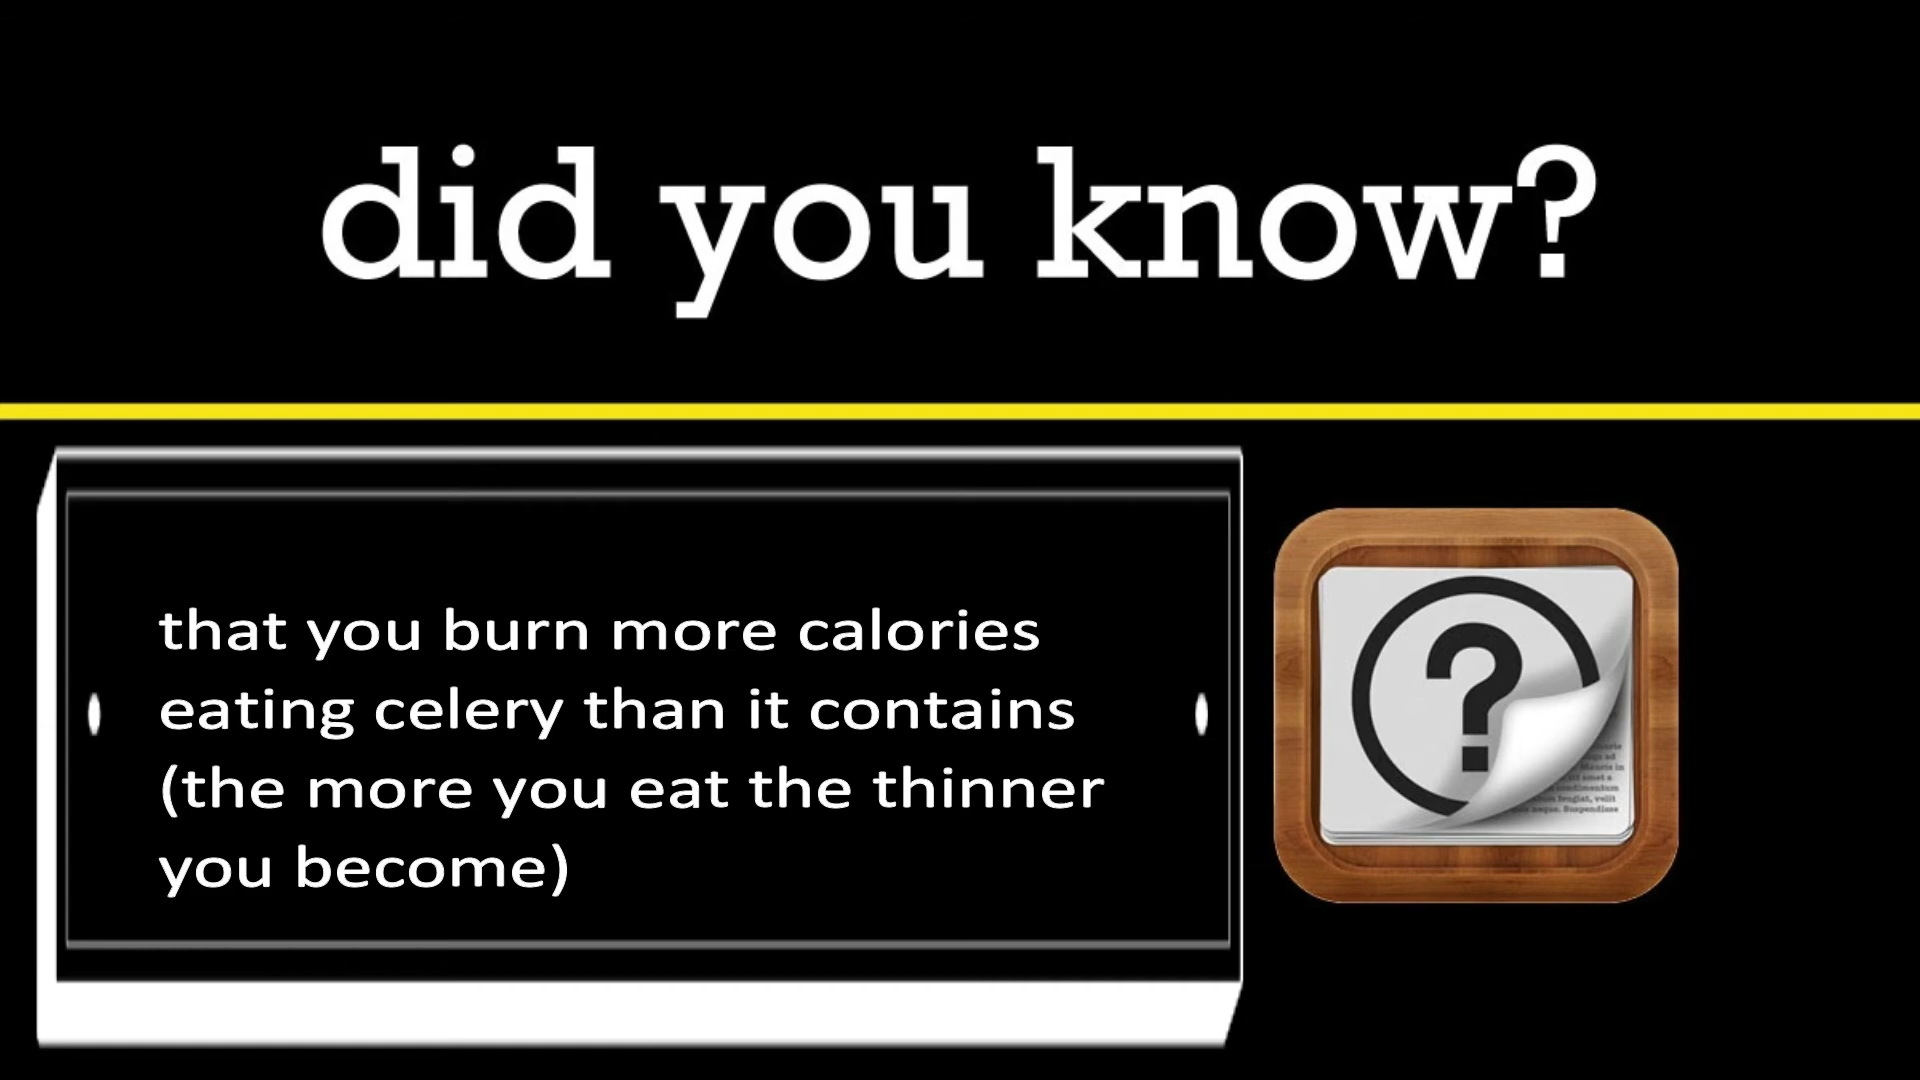 did you know?
that you burn more calories
eating celery than it contains
(the more you eat the thinner
you become)
?